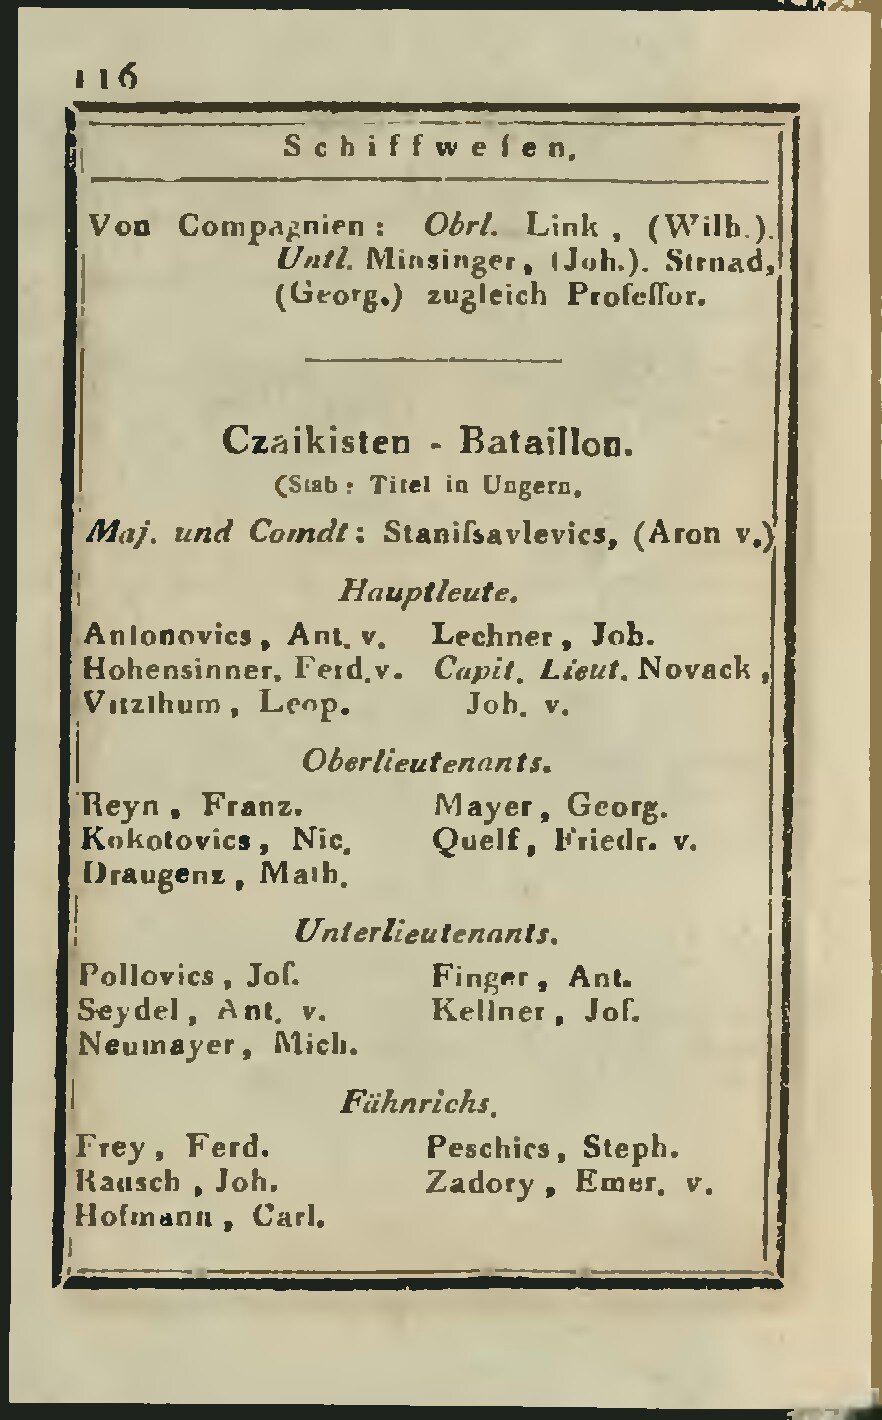 116
Schiffweſen.
Von Compagnien: Obrl. Link, (Wilh.).
Untl. Minsinger, (Joh.). Strnad,
(Georg.) zugleich Profeſſor.
Czaikisten - Bataillon.
(Stab: Titel in Ungern.
Maj. und Comdt: Staniſsavlevics, (Aron v.)
Hauptleute.
Antonovics, Ant. v. Lechner, Joh.
Hohensinner, Ferd. v. Capit. Lieut. Novack,
Vitzthum, Leop. Joh. v.
Oberlieutenants.
Reyn, Franz. Mayer, Georg.
Kokotovics, Nic. Quelf, Friedr. v.
Draugenz, Math.
Unterlieutenants.
Pollovics, Joſ. Finger, Ant.
Seydel, Ant. v. Kellner, Joſ.
Neumayer, Mich.
Fähnrichs.
Frey, Ferd. Peschics, Steph.
Rausch, Joh. Zadory, Emer. v.
Hofmann, Carl.